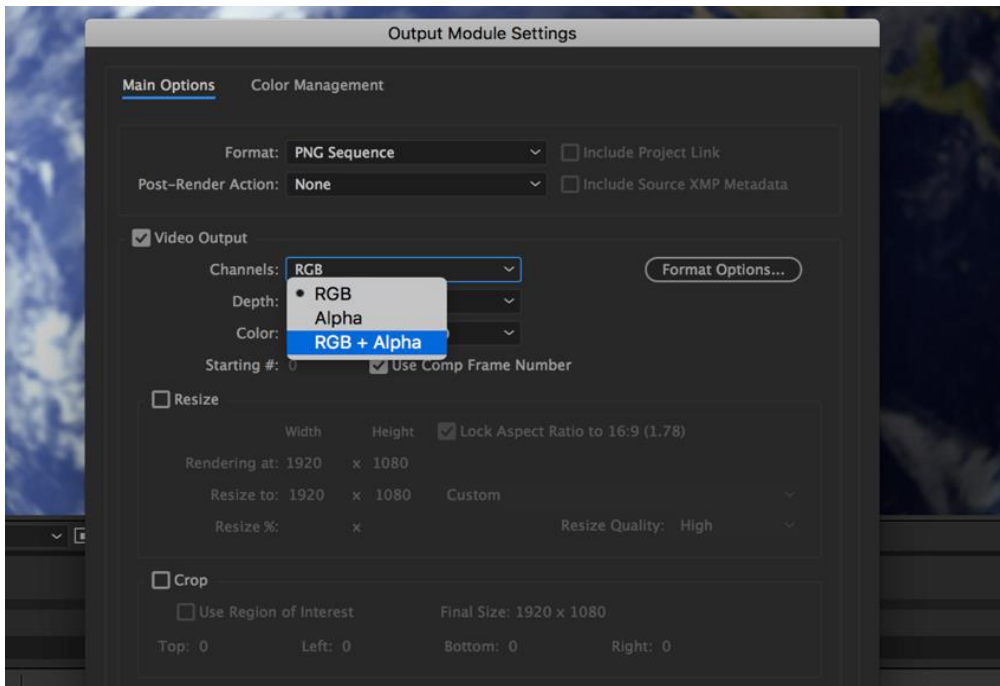 Output Module Settings
Main Options Color Management
Format: PNG Sequence Include Project Link
Post-Render Action: None Include Source XMP Metadata
Video Output
Channels: RGB Format Options...
RGB
Depth:
Alpha
Color:
RGB + Alpha
Starting #: 0 Use Comp Frame Number
Resize
Width Height Lock Aspect Ratio to 16:9 (1.78)
Rendering at: 1920 x 1080
Resize to: 1920 x 1080 Custom
Resize %: x Resize Quality: High
Crop
Use Region of Interest Final Size: 1920 x 1080
Top: 0 Left: 0 Bottom: 0 Right: 0